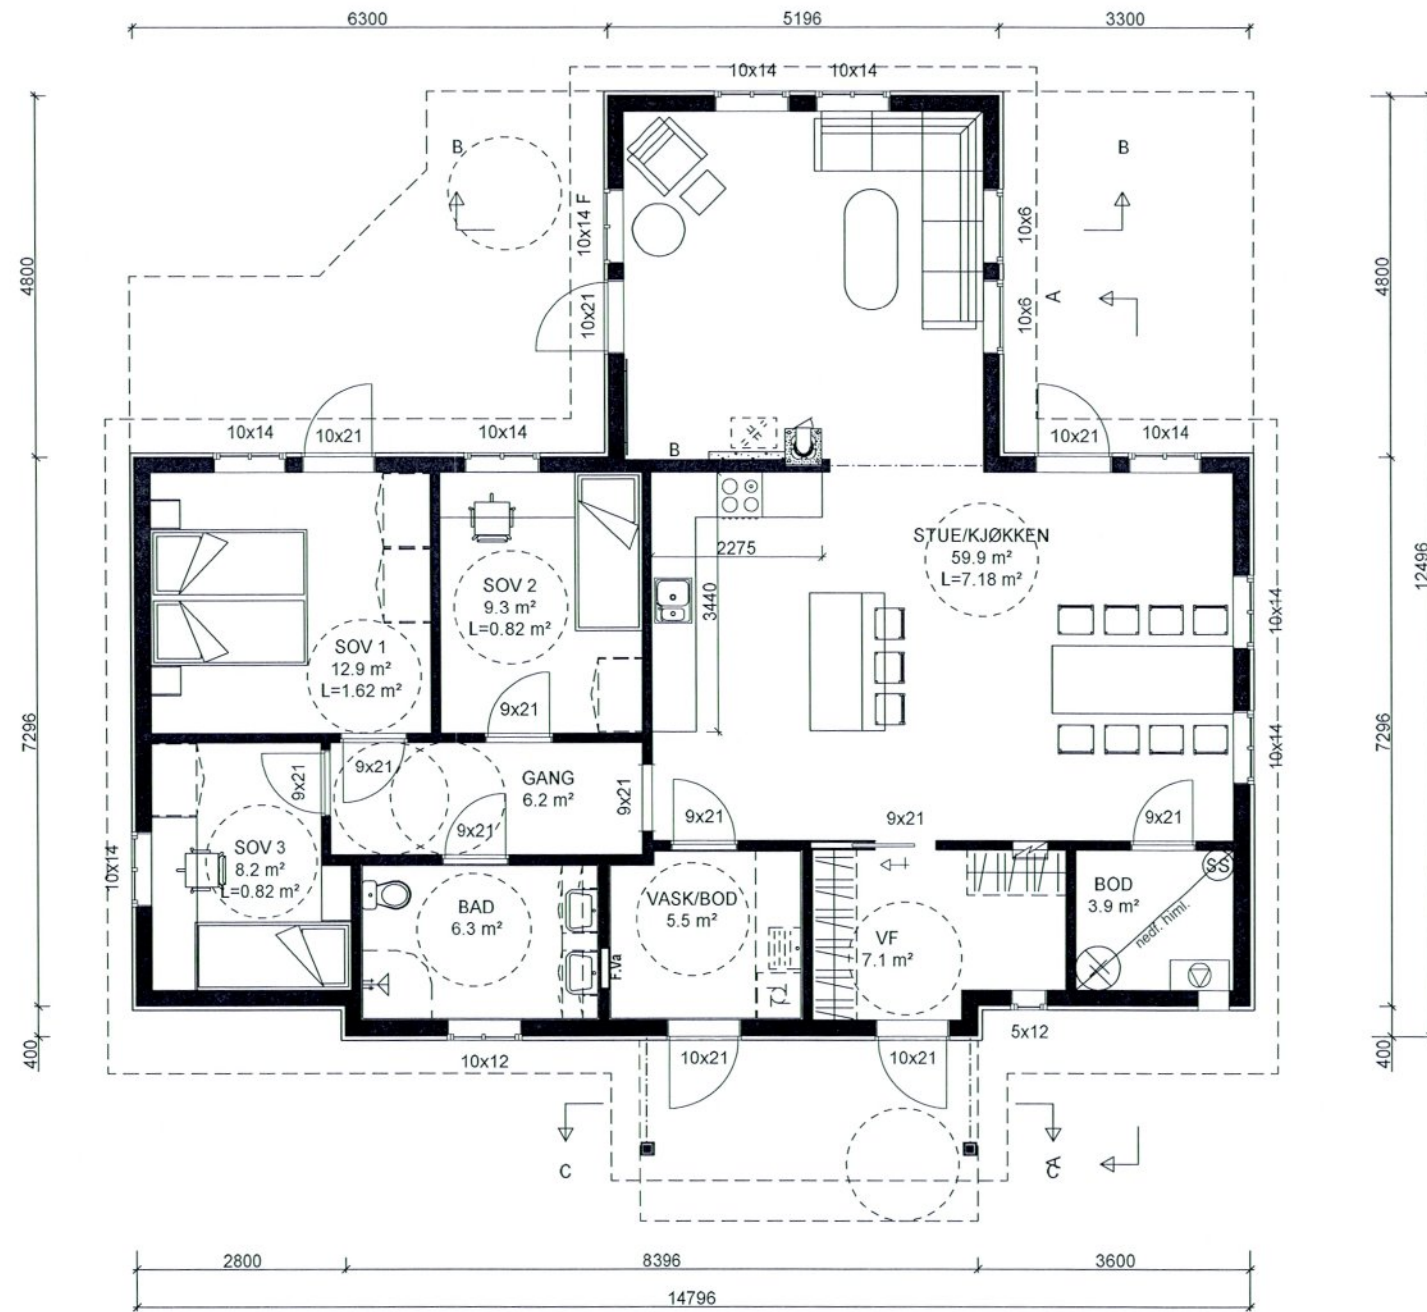 6300
5196
3300
10x14
10x14
B
B
10x14 F
10x6
4800
4800
10x21
10x6
A
10x14
10x21
10x14
B
10x21
10x14
STUE/KJØKKEN
59.9 m²
L=7.18 m²
2275
12496
SOV 2
9.3 m²
L=0.82 m²
3440
10x14
SOV 1
12.9 m²
L=1.62 m²
9x21
7296
7296
10x14
9x21
9x21
GANG
6.2 m²
9x21
9x21
9x21
9x21
9x21
10x14
SOV 3
8.2 m²
L=0.82 m²
BAD
6.3 m²
VASK/BOD
5.5 m²
VF
7.1 m²
BOD
3.9 m²
SS
nedf. himl.
F.Va
5x12
10x12
10x21
10x21
400
400
C
A
C
2800
8396
3600
14796